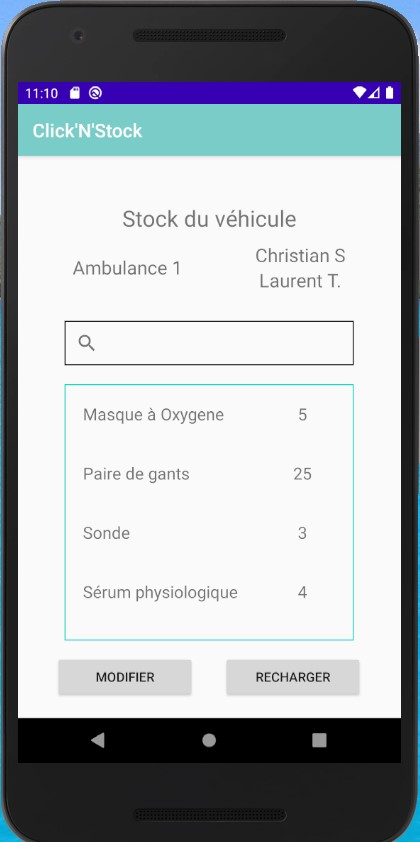 11:10
Click'N'Stock
Stock du véhicule
Ambulance 1
Christian S
Laurent T.
Masque à Oxygene 5
Paire de gants 25
Sonde 3
Sérum physiologique 4
MODIFIER RECHARGER